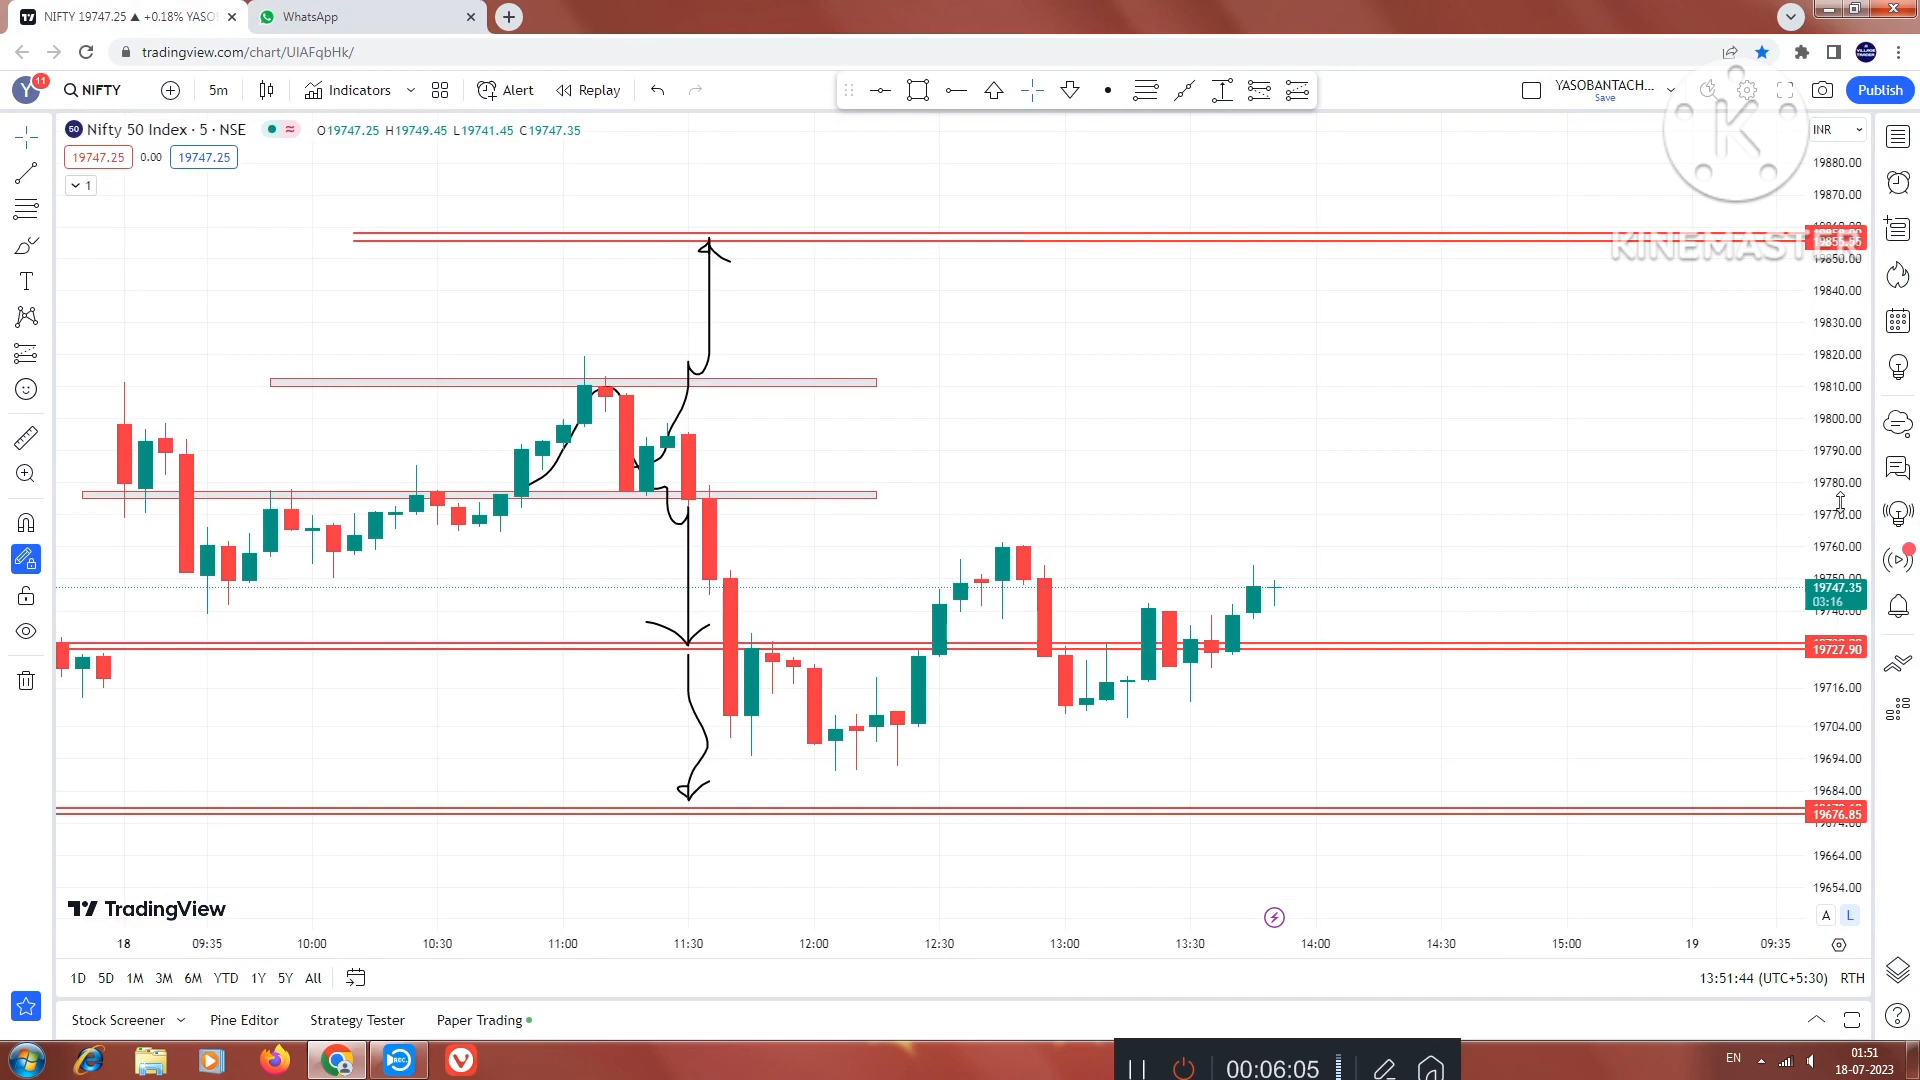 NIFTY 19747.25 ▲ +0.18% YASO
WhatsApp
tradingview.com/chart/UIAFqbHk/
Y 11
NIFTY
5m
Indicators
Alert
Replay
YASOBANTACH...
Save
Publish
50 Nifty 50 Index · 5 · NSE
O19747.25 H19749.45 L19741.45 C19747.35
19747.25 0.00 19747.25
1
INR
K
KINEMASTER
19880.00
19870.00
19855.55
19850.00
19840.00
19830.00
19820.00
19810.00
19800.00
19790.00
19780.00
19770.00
19760.00
19747.35
03:16
19740.00
19727.90
19716.00
19704.00
19694.00
19684.00
19676.85
19664.00
19654.00
TradingView
A L
18 09:35 10:00 10:30 11:00 11:30 12:00 12:30 13:00 13:30 14:00 14:30 15:00 19 09:35
1D 5D 1M 3M 6M YTD 1Y 5Y All
13:51:44 (UTC+5:30) RTH
Stock Screener
Pine Editor
Strategy Tester
Paper Trading
REC
00:06:05
EN
01:51
18-07-2023